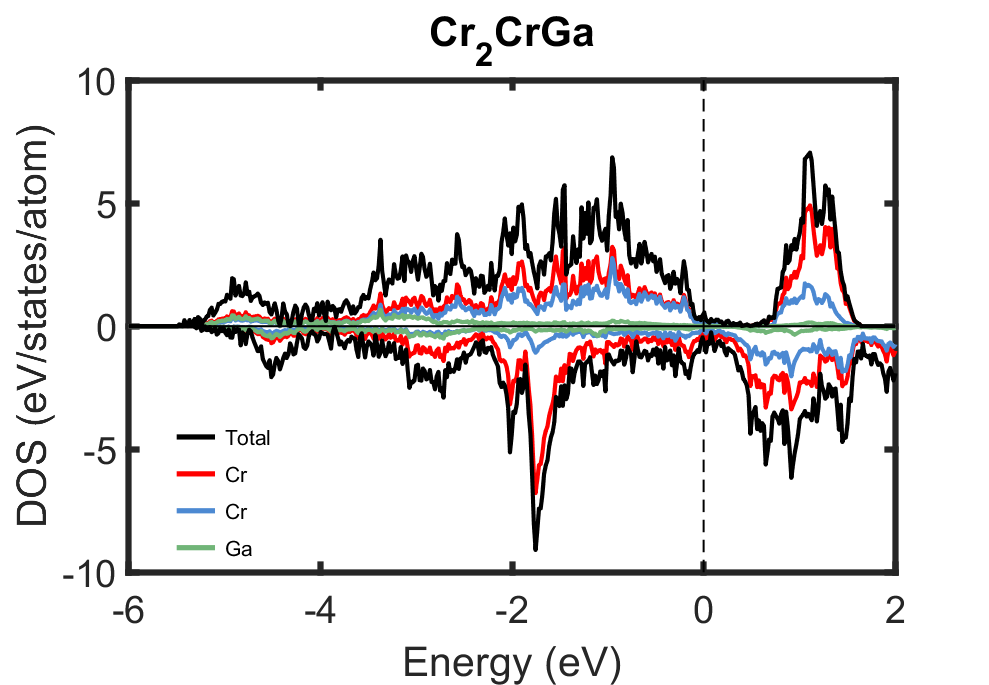 Cr2CrGa
10
5
0
-5
-10
DOS (eV/states/atom)
Total
Cr
Cr
Ga
-6 -4 -2 0 2
Energy (eV)